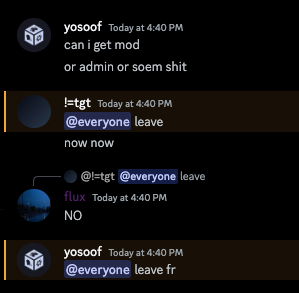 yosoof Today at 4:40 PM
can i get mod
or admin or soem shit
!=tgt Today at 4:40 PM
@everyone leave
now now
@!=tgt @everyone leave
flux Today at 4:40 PM
NO
yosoof Today at 4:40 PM
@everyone leave fr